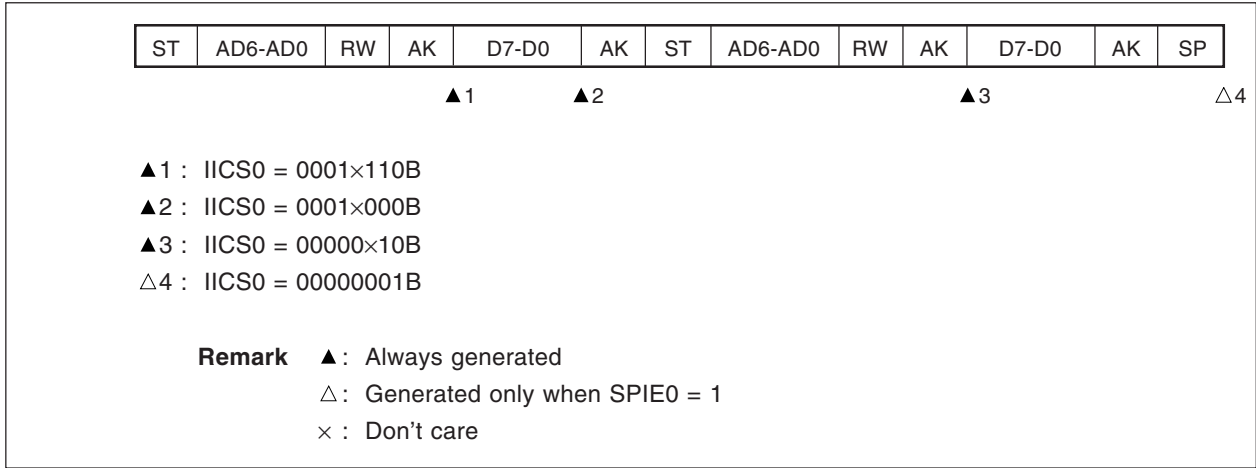 ST AD6-AD0 RW AK D7-D0 AK ST AD6-AD0 RW AK D7-D0 AK SP
▲1 ▲2 ▲3 △4
▲1 : IICS0 = 0001×110B
▲2 : IICS0 = 0001×000B
▲3 : IICS0 = 00000×10B
△4 : IICS0 = 00000001B
Remark ▲ : Always generated
△ : Generated only when SPIE0 = 1
× : Don't care